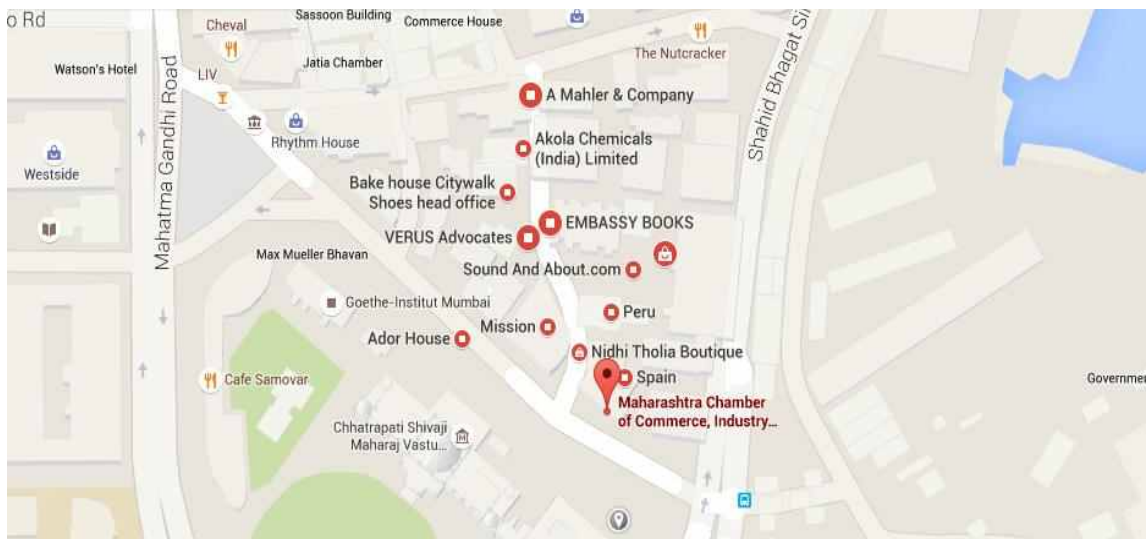 o Rd
Sassoon Building
Commerce House
Cheval
The Nutcracker
Watson's Hotel
Jatia Chamber
LIV
A Mahler & Company
Rhythm House
Akola Chemicals
(India) Limited
Westside
Bake house Citywalk
Shoes head office
EMBASSY BOOKS
VERUS Advocates
Mahatma Gandhi Road
Shahid Bhagat Sin
Max Mueller Bhavan
Sound And About.com
Goethe-Institut Mumbai
Peru
Mission
Ador House
Nidhi Tholia Boutique
Cafe Samovar
Spain
Governmer
Maharashtra Chamber
of Commerce, Industry...
Chhatrapati Shivaji
Maharaj Vastu...